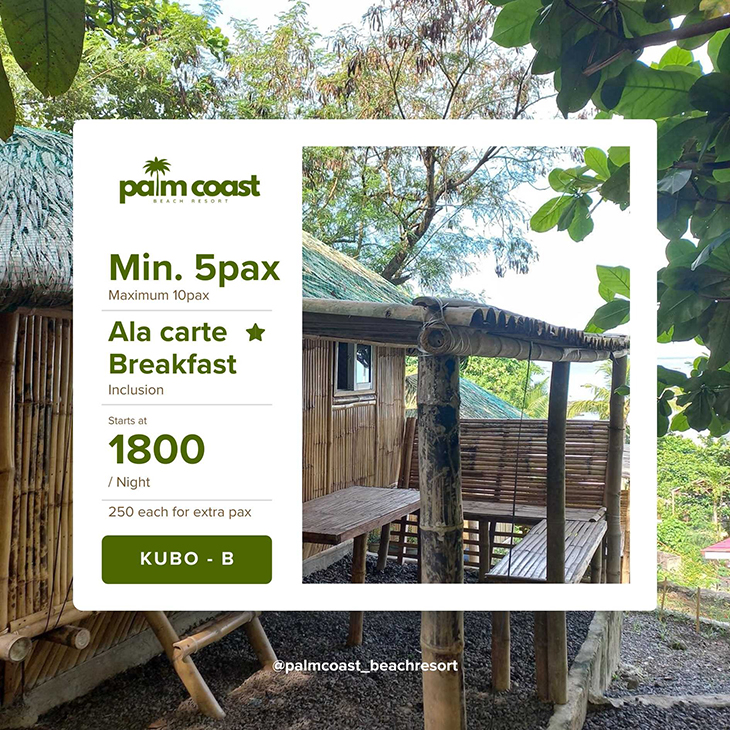 palm coast
BEACH RESORT
Min. 5pax
Maximum 10pax
Ala carte
Breakfast
Inclusion
Starts at
1800
/ Night
250 each for extra pax
KUBO - B
@palmcoast_beachresort